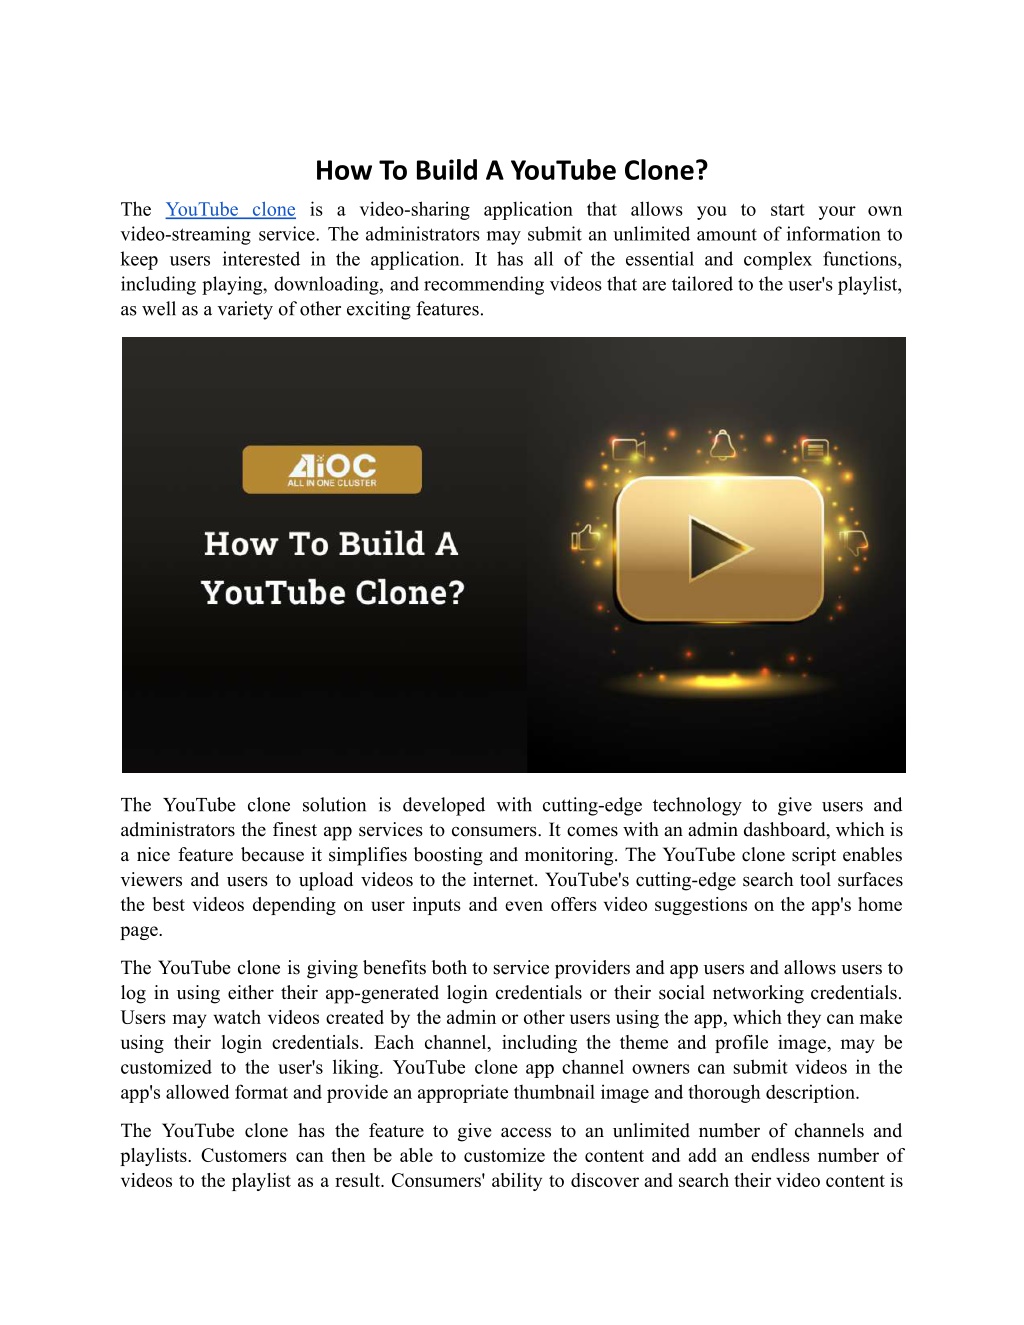 How To Build A YouTube Clone?
The YouTube clone is a video-sharing application that allows you to start your own
video-streaming service. The administrators may submit an unlimited amount of information to
keep users interested in the application. It has all of the essential and complex functions,
including playing, downloading, and recommending videos that are tailored to the user's playlist,
as well as a variety of other exciting features.
AiOC
ALL IN ONE CLUSTER
How To Build A
YouTube Clone?
The YouTube clone solution is developed with cutting-edge technology to give users and
administrators the finest app services to consumers. It comes with an admin dashboard, which is
a nice feature because it simplifies boosting and monitoring. The YouTube clone script enables
viewers and users to upload videos to the internet. YouTube's cutting-edge search tool surfaces
the best videos depending on user inputs and even offers video suggestions on the app's home
page.
The YouTube clone is giving benefits both to service providers and app users and allows users to
log in using either their app-generated login credentials or their social networking credentials.
Users may watch videos created by the admin or other users using the app, which they can make
using their login credentials. Each channel, including the theme and profile image, may be
customized to the user's liking. YouTube clone app channel owners can submit videos in the
app's allowed format and provide an appropriate thumbnail image and thorough description.
The YouTube clone has the feature to give access to an unlimited number of channels and
playlists. Customers can then be able to customize the content and add an endless number of
videos to the playlist as a result. Consumers' ability to discover and search their video content is